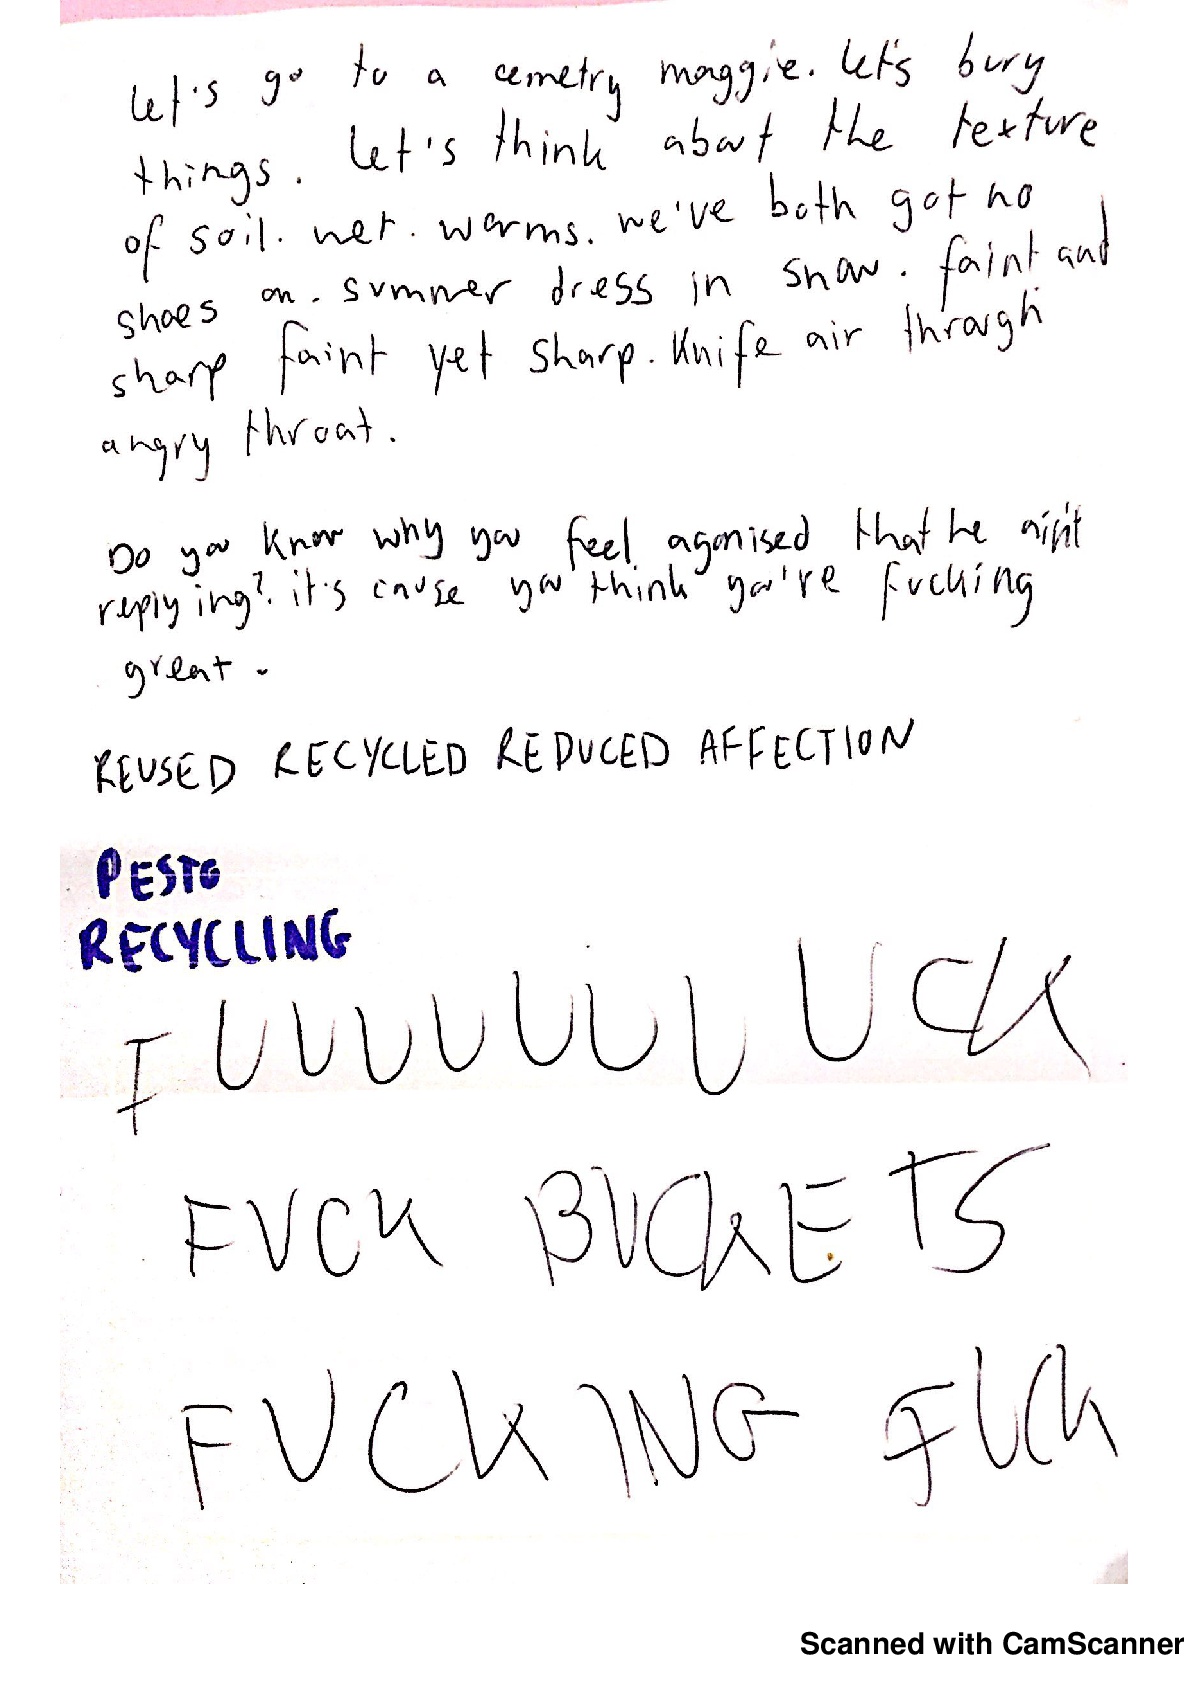 let's go to a cemetry maggie. let's bury
things. let's think about the texture
of soil. wet. worms. we've both got no
shoes on. summer dress in snow. faint and
sharp faint yet sharp. knife air through
angry throat.
Do you know why you feel agonised that he ain't
replying? it's cause you think you're fucking
great.
REUSED RECYCLED REDUCED AFFECTION
PESTO
RECYCLING
FUUUUUUUUCK
FUCK BUCKETS
FUCKING FUCK
Scanned with CamScanner